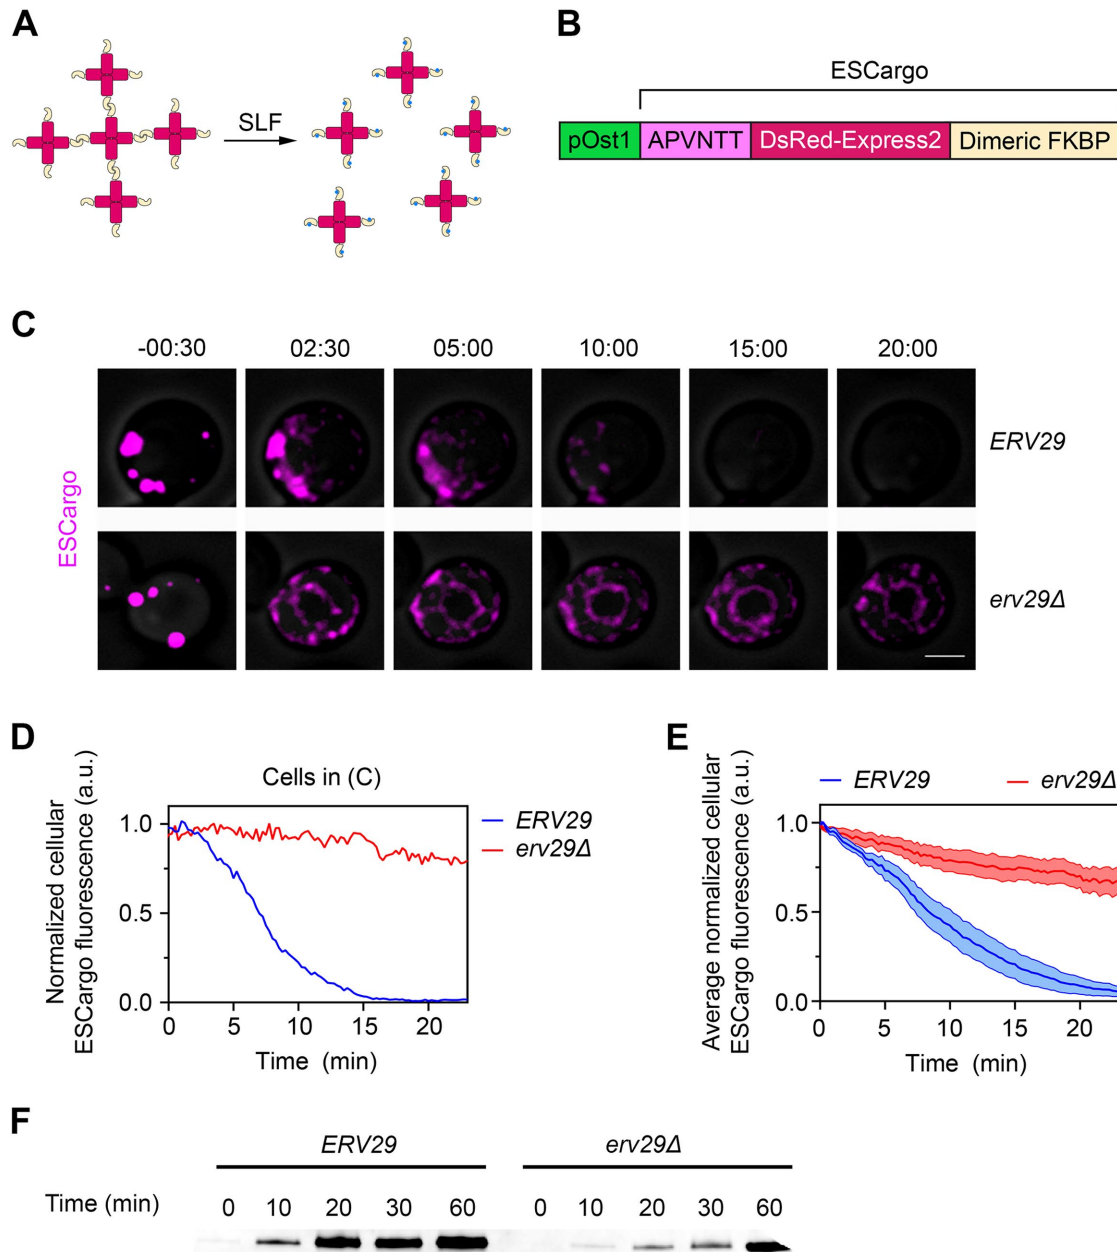 A
SLF
B
ESCargo
pOst1 APVNTT DsRed-Express2 Dimeric FKBP
C
-00:30 02:30 05:00 10:00 15:00 20:00
ESCargo
ERV29
erv29Δ
D
Cells in (C)
Normalized cellular
ESCargo fluorescence (a.u.)
1.0
0.5
0.0
0 5 10 15 20
Time (min)
ERV29
erv29Δ
E
ERV29 erv29Δ
Average normalized cellular
ESCargo fluorescence (a.u.)
1.0
0.5
0.0
0 5 10 15 20
Time (min)
F
ERV29 erv29Δ
Time (min) 0 10 20 30 60 0 10 20 30 60